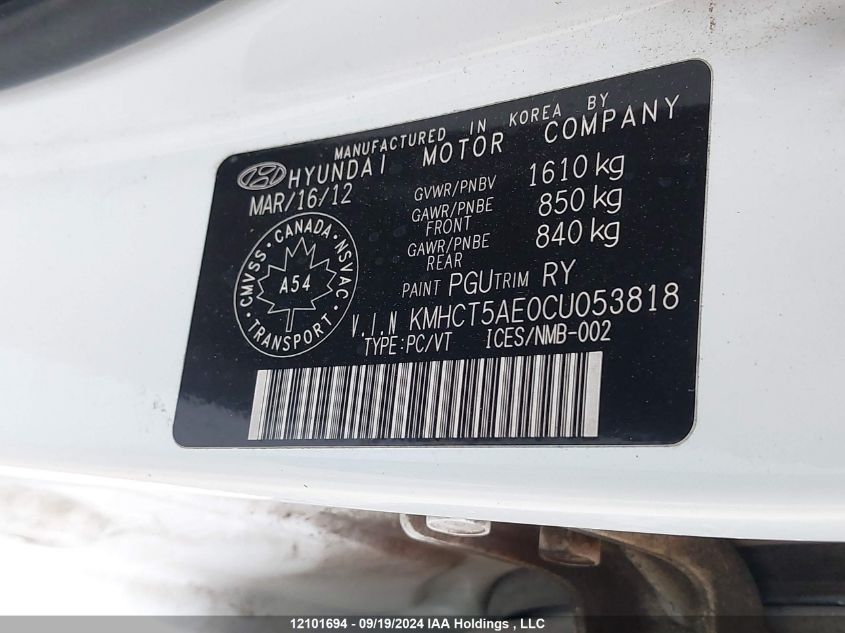 MANUFACTURED IN KOREA BY
HYUNDAI MOTOR COMPANY
MAR/16/12
GVWR/PNBV 1610 kg
GAWR/PNBE FRONT 850 kg
GAWR/PNBE REAR 840 kg
CMVSS · CANADA · NSVAC · TRANSPORT ·
A54
PAINT PGU TRIM RY
V.I.N KMHCT5AE0CU053818
TYPE:PC/VT ICES/NMB-002
12101694 - 09/19/2024 IAA Holdings , LLC